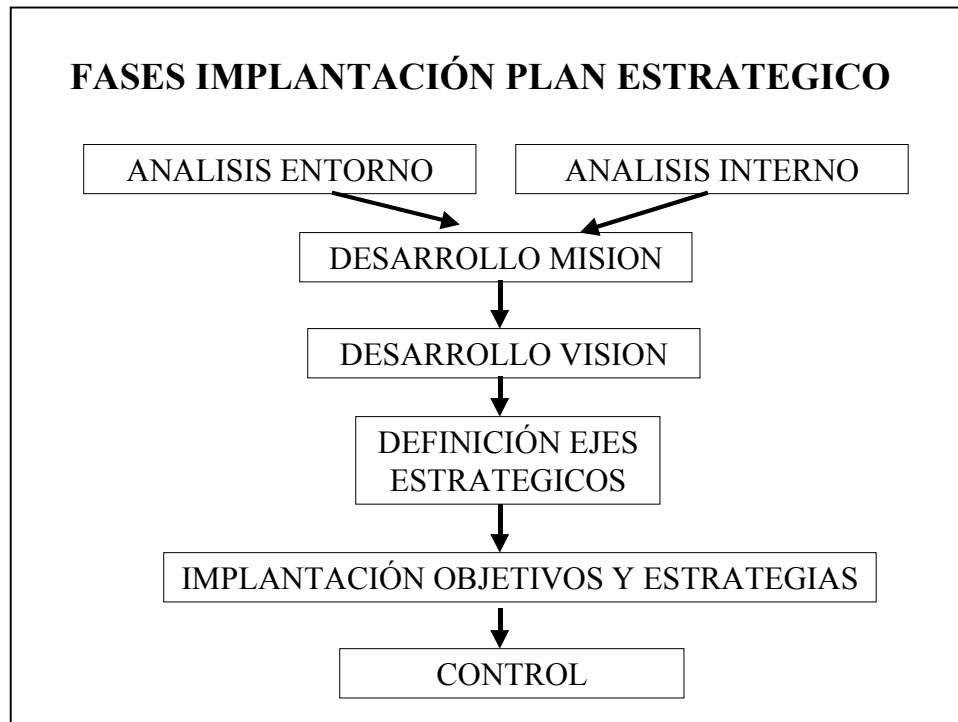 FASES IMPLANTACIÓN PLAN ESTRATEGICO
ANALISIS ENTORNO
ANALISIS INTERNO
DESARROLLO MISION
DESARROLLO VISION
DEFINICIÓN EJES
ESTRATEGICOS
IMPLANTACIÓN OBJETIVOS Y ESTRATEGIAS
CONTROL